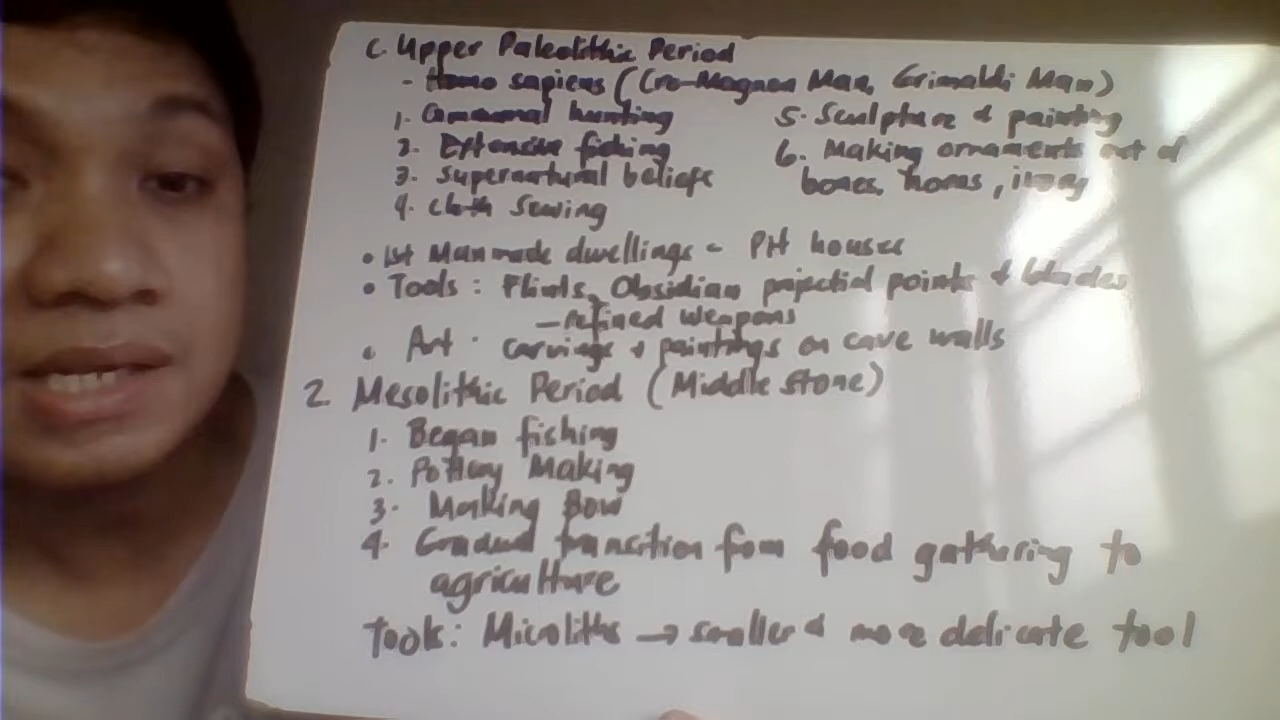 C. Upper Paleolithic Period
- Homo sapiens (Cro-Magnon Man, Grimaldi Man)
1. Communal hunting
2. Extensive fishing
3. Supernatural beliefs
4. Cloth Sewing
5. Sculpture & painting
6. Making ornaments out of
bones, horns, ivory
• 1st Manmade dwellings - Pit houses
• Tools: Flints, Obsidian projectial points & blades
- refined weapons
• Art: Carvings & paintings on cave walls
2. Mesolithic Period (Middle Stone)
1. Began fishing
2. Pottery Making
3. Making Bow
4. Gradual transition from food gathering to
agriculture
Tools: Microliths → smaller & more delicate tool